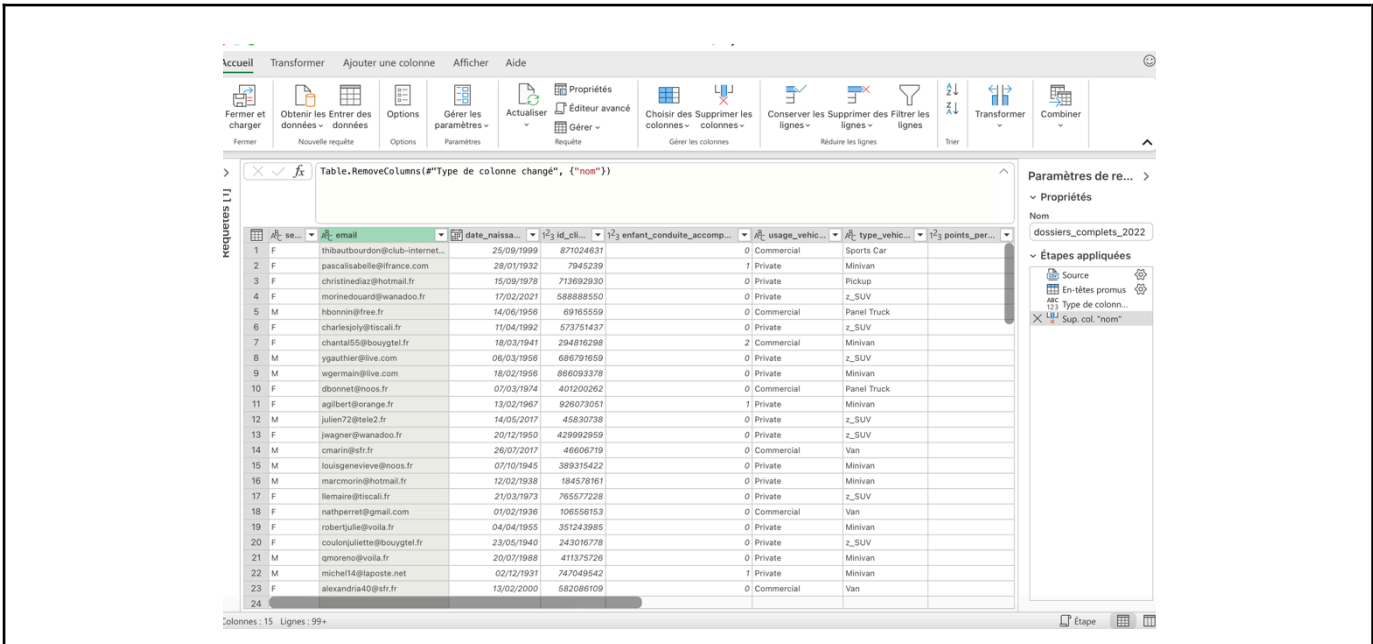 Accueil Transformer Ajouter une colonne Afficher Aide
Fermer et charger
Obtenir les données
Entrer des données
Options
Gérer les paramètres
Actualiser
Propriétés
Éditeur avancé
Gérer
Choisir des colonnes
Supprimer les colonnes
Conserver les lignes
Supprimer des lignes
Filtrer les lignes
Transformer
Combiner
Fermer Nouvelle requête Options Paramètres Requête Gérer les colonnes Réduire les lignes Trier
fx Table.RemoveColumns(#"Type de colonne changé", {"nom"})
Requêtes [1]
se... email date_naissa... id_cli... enfant_conduite_accomp... usage_vehic... type_vehic... points_per...
1 F thibautbourdon@club-internet... 25/09/1999 871024631 0 Commercial Sports Car
2 F pascalisabelle@ifrance.com 28/01/1932 7945239 1 Private Minivan
3 F christinediaz@hotmail.fr 15/09/1978 713692930 0 Private Pickup
4 F morinedouard@wanadoo.fr 17/02/2021 588888550 0 Private z_SUV
5 M hbonnin@free.fr 14/06/1956 69165559 0 Commercial Panel Truck
6 F charlesjoly@tiscali.fr 11/04/1992 573751437 0 Private z_SUV
7 F chantal55@bouygtel.fr 18/03/1941 294816298 2 Commercial Minivan
8 M ygauthier@live.com 06/03/1956 686791659 0 Private z_SUV
9 M wgermain@live.com 18/02/1956 866093378 0 Private Minivan
10 F dbonnet@noos.fr 07/03/1974 401200262 0 Commercial Panel Truck
11 F agilbert@orange.fr 13/02/1967 926073051 1 Private Minivan
12 M julien72@tele2.fr 14/05/2017 45830738 0 Private z_SUV
13 F jwagner@wanadoo.fr 20/12/1950 429992959 0 Private z_SUV
14 M cmarin@sfr.fr 26/07/2017 46606719 0 Commercial Van
15 M louisgenevieve@noos.fr 07/10/1945 389315422 0 Private Minivan
16 M marcmorin@hotmail.fr 12/02/1938 184578161 0 Private Minivan
17 F llemaire@tiscali.fr 21/03/1973 765577228 0 Private z_SUV
18 F nathperret@gmail.com 01/02/1936 106556153 0 Commercial Van
19 F robertjulie@voila.fr 04/04/1955 351243985 0 Private Minivan
20 F coulonjuliette@bouygtel.fr 23/05/1940 243016778 0 Private z_SUV
21 M qmoreno@voila.fr 20/07/1988 411375726 0 Private Minivan
22 M michel14@laposte.net 02/12/1931 747049542 1 Private Minivan
23 F alexandria40@sfr.fr 13/02/2000 582086109 0 Commercial Van
24
Paramètres de re...
Propriétés
Nom
dossiers_complets_2022
Étapes appliquées
Source
En-têtes promus
Type de colonn...
Sup. col. "nom"
Colonnes : 15 Lignes : 99+
Étape